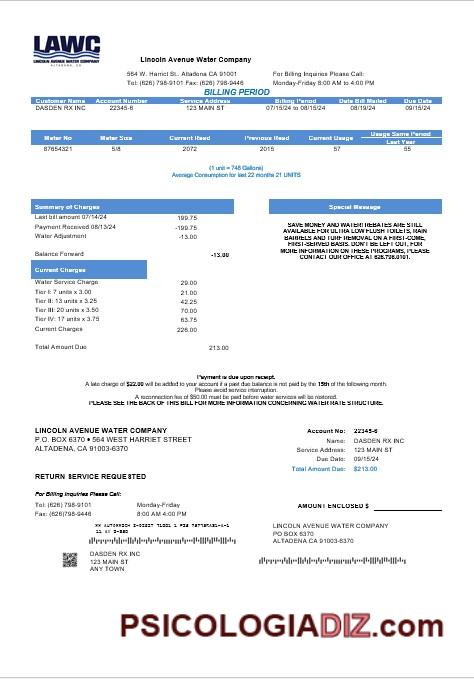 LAWC
LINCOLN AVENUE WATER COMPANY
Lincoln Avenue Water Company
564 W. Harriet St., Altadona CA 91001
Tel: (626) 798-9101 Fax: (626) 798-9446
For Billing Inquiries Please Call:
Monday-Friday 8:00 AM to 4:00 PM
BILLING PERIOD
Customer Name Account Number Service Address Billing Period Date Bill Mailed Due Date
DASDEN RX INC 22345-6 123 MAIN ST 07/15/24 to 08/15/24 08/19/24 09/15/24
Meter No Meter Size Current Read Previous Read Current Usage Usage Same Period Last Year
87654321 5/8 2072 2015 57 55
(1 unit = 748 Gallons)
Average Consumption for last 22 months 21 UNITS
Summary of Charges
Last bill amount 07/14/24 199.75
Payment Received 08/13/24 -199.75
Water Adjustment -13.00
Balance Forward -13.00
Current Charges
Water Service Charge 29.00
Tier I: 7 units x 3.00 21.00
Tier II: 13 units x 3.25 42.25
Tier III: 20 units x 3.50 70.00
Tier IV: 17 units x 3.75 63.75
Current Charges 226.00
Total Amount Due 213.00
Special Message
SAVE MONEY AND WATER! REBATES ARE STILL
AVAILABLE FOR ULTRA LOW FLUSH TOILETS, RAIN
BARRELS AND TURF REMOVAL ON A FIRST-COME,
FIRST-SERVED BASIS. DON'T BE LEFT OUT, FOR
MORE INFORMATION ON THESE PROGRAMS, PLEASE
CONTACT OUR OFFICE AT 626.798.9101.
Payment is due upon receipt.
A late charge of $22.00 will be added to your account if a past due balance is not paid by the 15th of the following month.
Please avoid service interruption.
A reconnection fee of $50.00 must be paid before water services will be restored.
PLEASE SEE THE BACK OF THIS BILL FOR MORE INFORMATION CONCERNING WATER RATE STRUCTURE.
LINCOLN AVENUE WATER COMPANY
P.O. BOX 6370 • 564 WEST HARRIET STREET
ALTADENA, CA 91003-6370
Account No: 22345-6
Name: DASDEN RX INC
Service Address: 123 MAIN ST
Due Date: 09/15/24
Total Amount Due: $213.00
RETURN SERVICE REQUESTED
For Billing Inquiries Please Call:
Tel: (626) 798-9101 Monday-Friday
Fax: (626)798-9446 8:00 AM 4:00 PM
AMOUNT ENCLOSED $
LINCOLN AVENUE WATER COMPANY
PO BOX 6370
ALTADENA CA 91003-6370
DASDEN RX INC
123 MAIN ST
ANY TOWN
PSICOLOGIADIZ.com